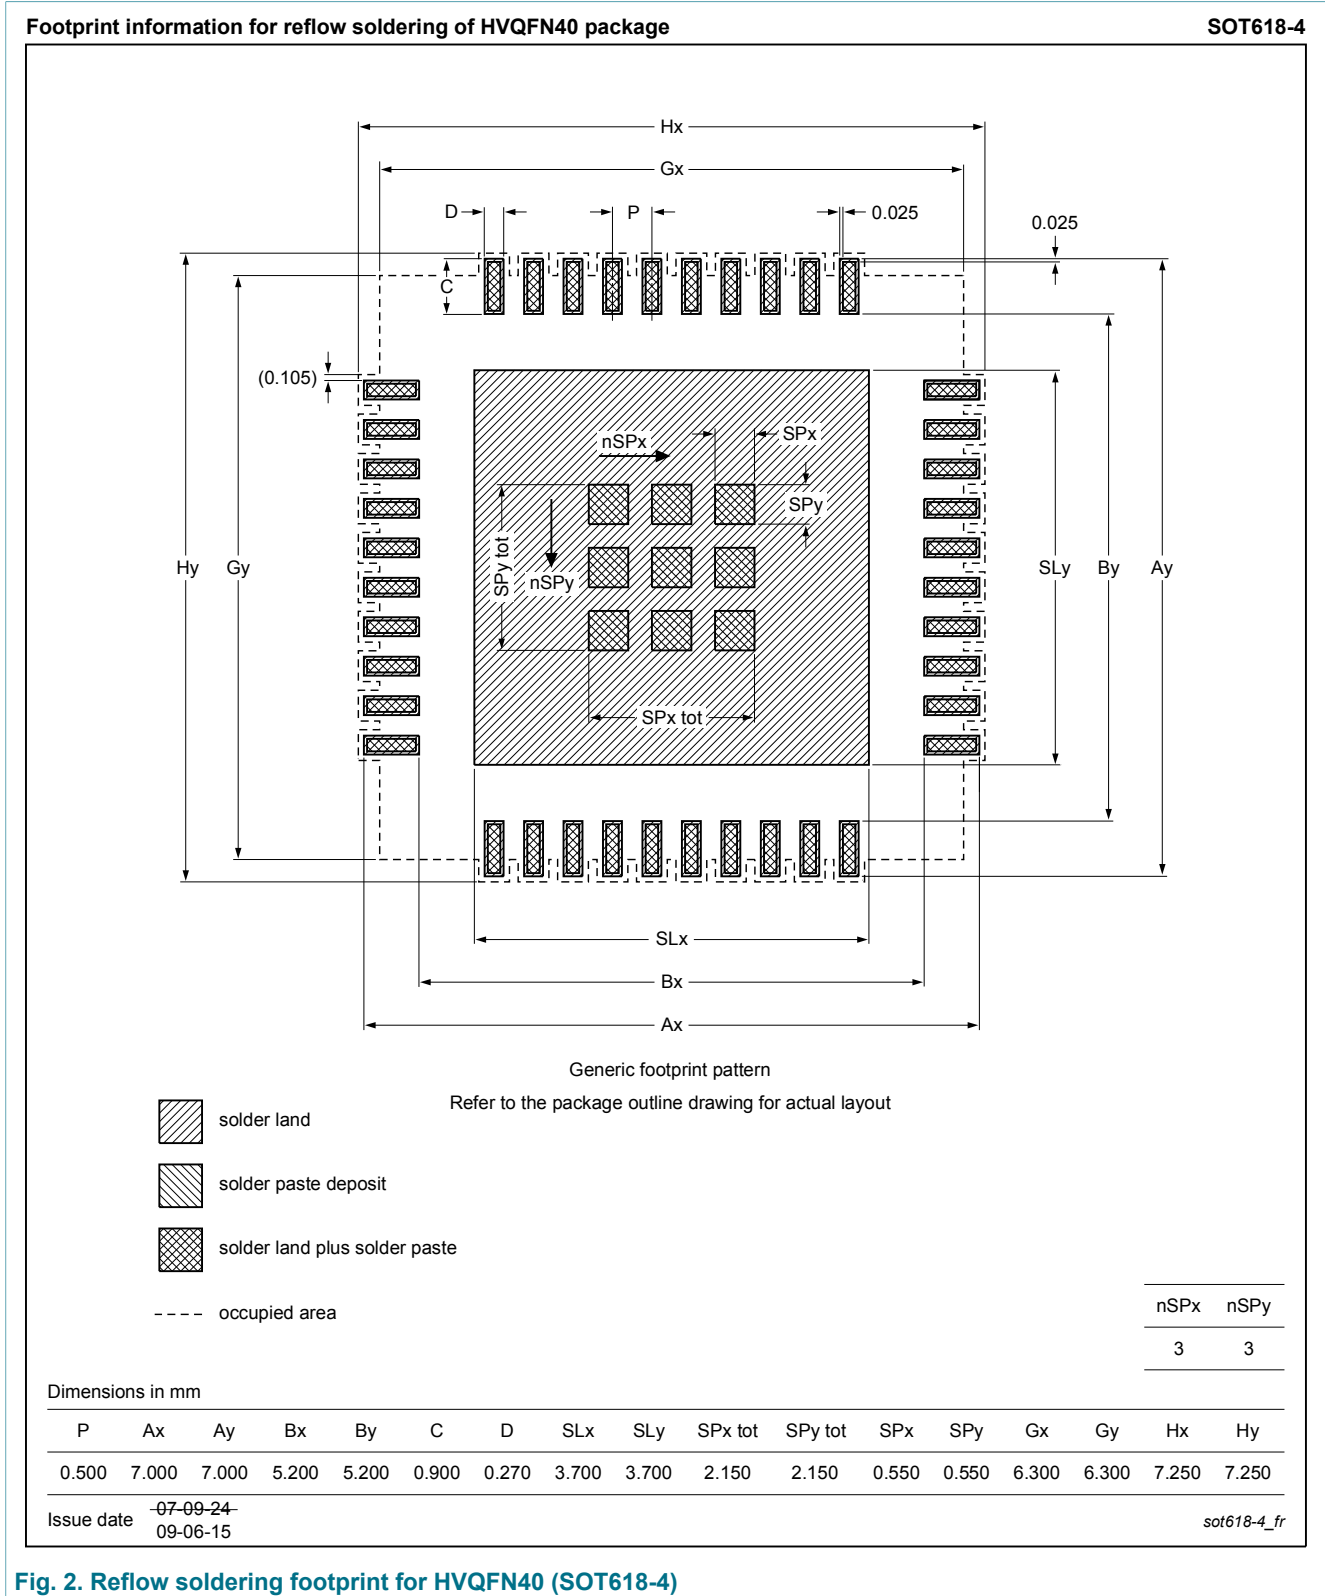 Footprint information for reflow soldering of HVQFN40 package SOT618-4
Hx
Gx
D P 0.025
0.025
C
(0.105)
nSPx SPx
SPy
SPy tot
nSPy
Hy Gy SLy By Ay
SPx tot
SLx
Bx
Ax
Generic footprint pattern
Refer to the package outline drawing for actual layout
solder land
solder paste deposit
solder land plus solder paste
occupied area
nSPx nSPy
3 3
Dimensions in mm
P Ax Ay Bx By C D SLx SLy SPx tot SPy tot SPx SPy Gx Gy Hx Hy
0.500 7.000 7.000 5.200 5.200 0.900 0.270 3.700 3.700 2.150 2.150 0.550 0.550 6.300 6.300 7.250 7.250
Issue date 07-09-24
09-06-15
sot618-4_fr
Fig. 2. Reflow soldering footprint for HVQFN40 (SOT618-4)